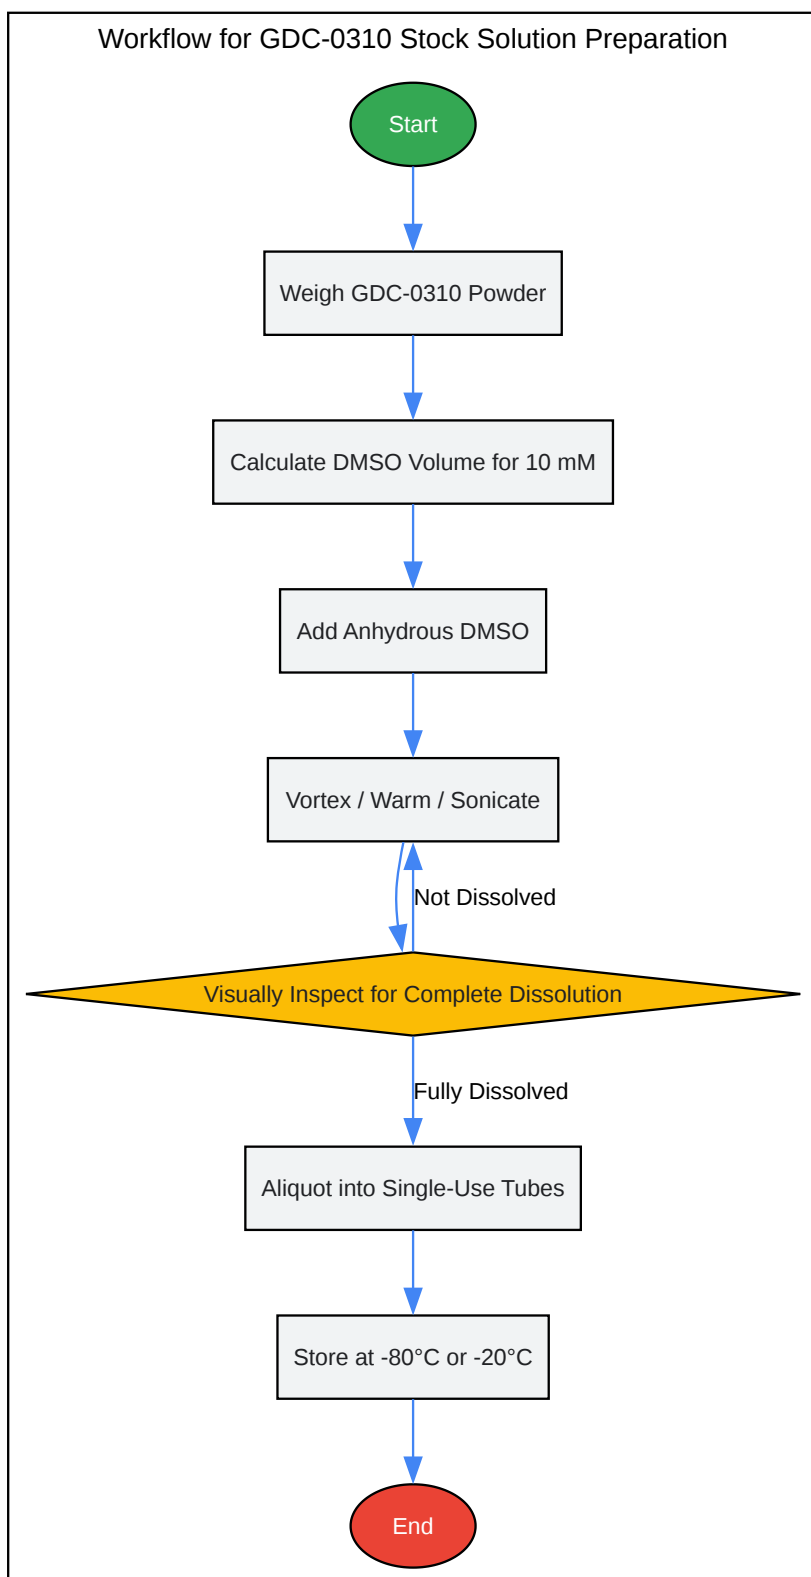 Workflow for GDC-0310 Stock Solution Preparation
Start
Weigh GDC-0310 Powder
Calculate DMSO Volume for 10 mM
Add Anhydrous DMSO
Vortex / Warm / Sonicate
Not Dissolved
Visually Inspect for Complete Dissolution
Fully Dissolved
Aliquot into Single-Use Tubes
Store at -80°C or -20°C
End